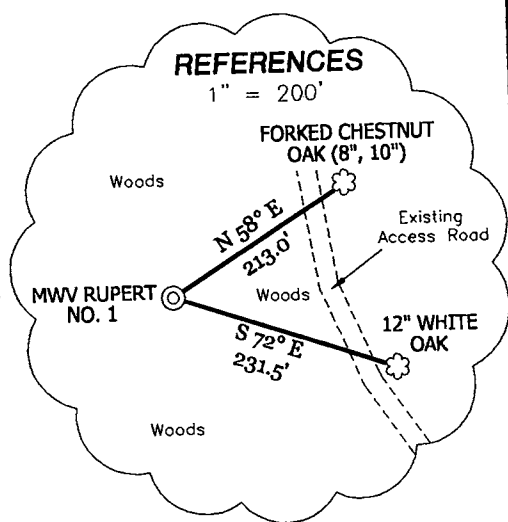 REFERENCES
1" = 200'
FORKED CHESTNUT
OAK (8", 10")
Woods
Existing
Access Road
N 58° E
213.0'
MWV RUPERT
NO. 1
Woods
12" WHITE
OAK
S 72° E
231.5'
Woods